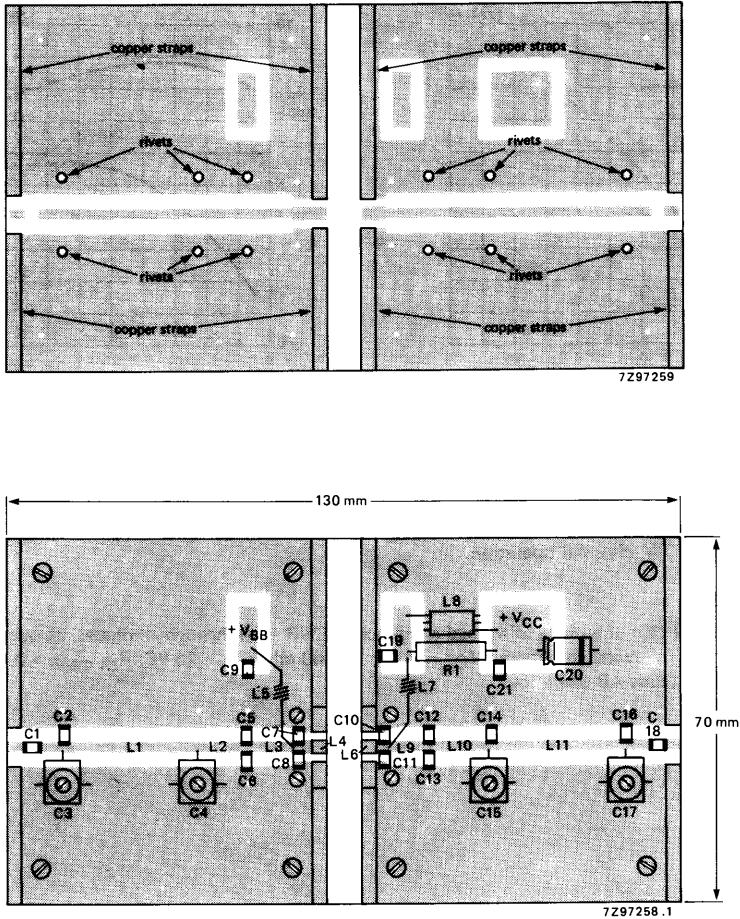 copper straps
copper straps
rivets
rivets
rivets
rivets
copper straps
copper straps
7Z97259
130 mm
L8
+ VCC
+ VBB
C19
R1
C20
C9
C21
L5
L7
C2
C5
C7
C10
C12
C14
C16
C
18
C1
L1
L2
L3
L4
L6
L9
L10
L11
70 mm
C6
C8
C11
C13
C3
C4
C15
C17
7Z97258.1